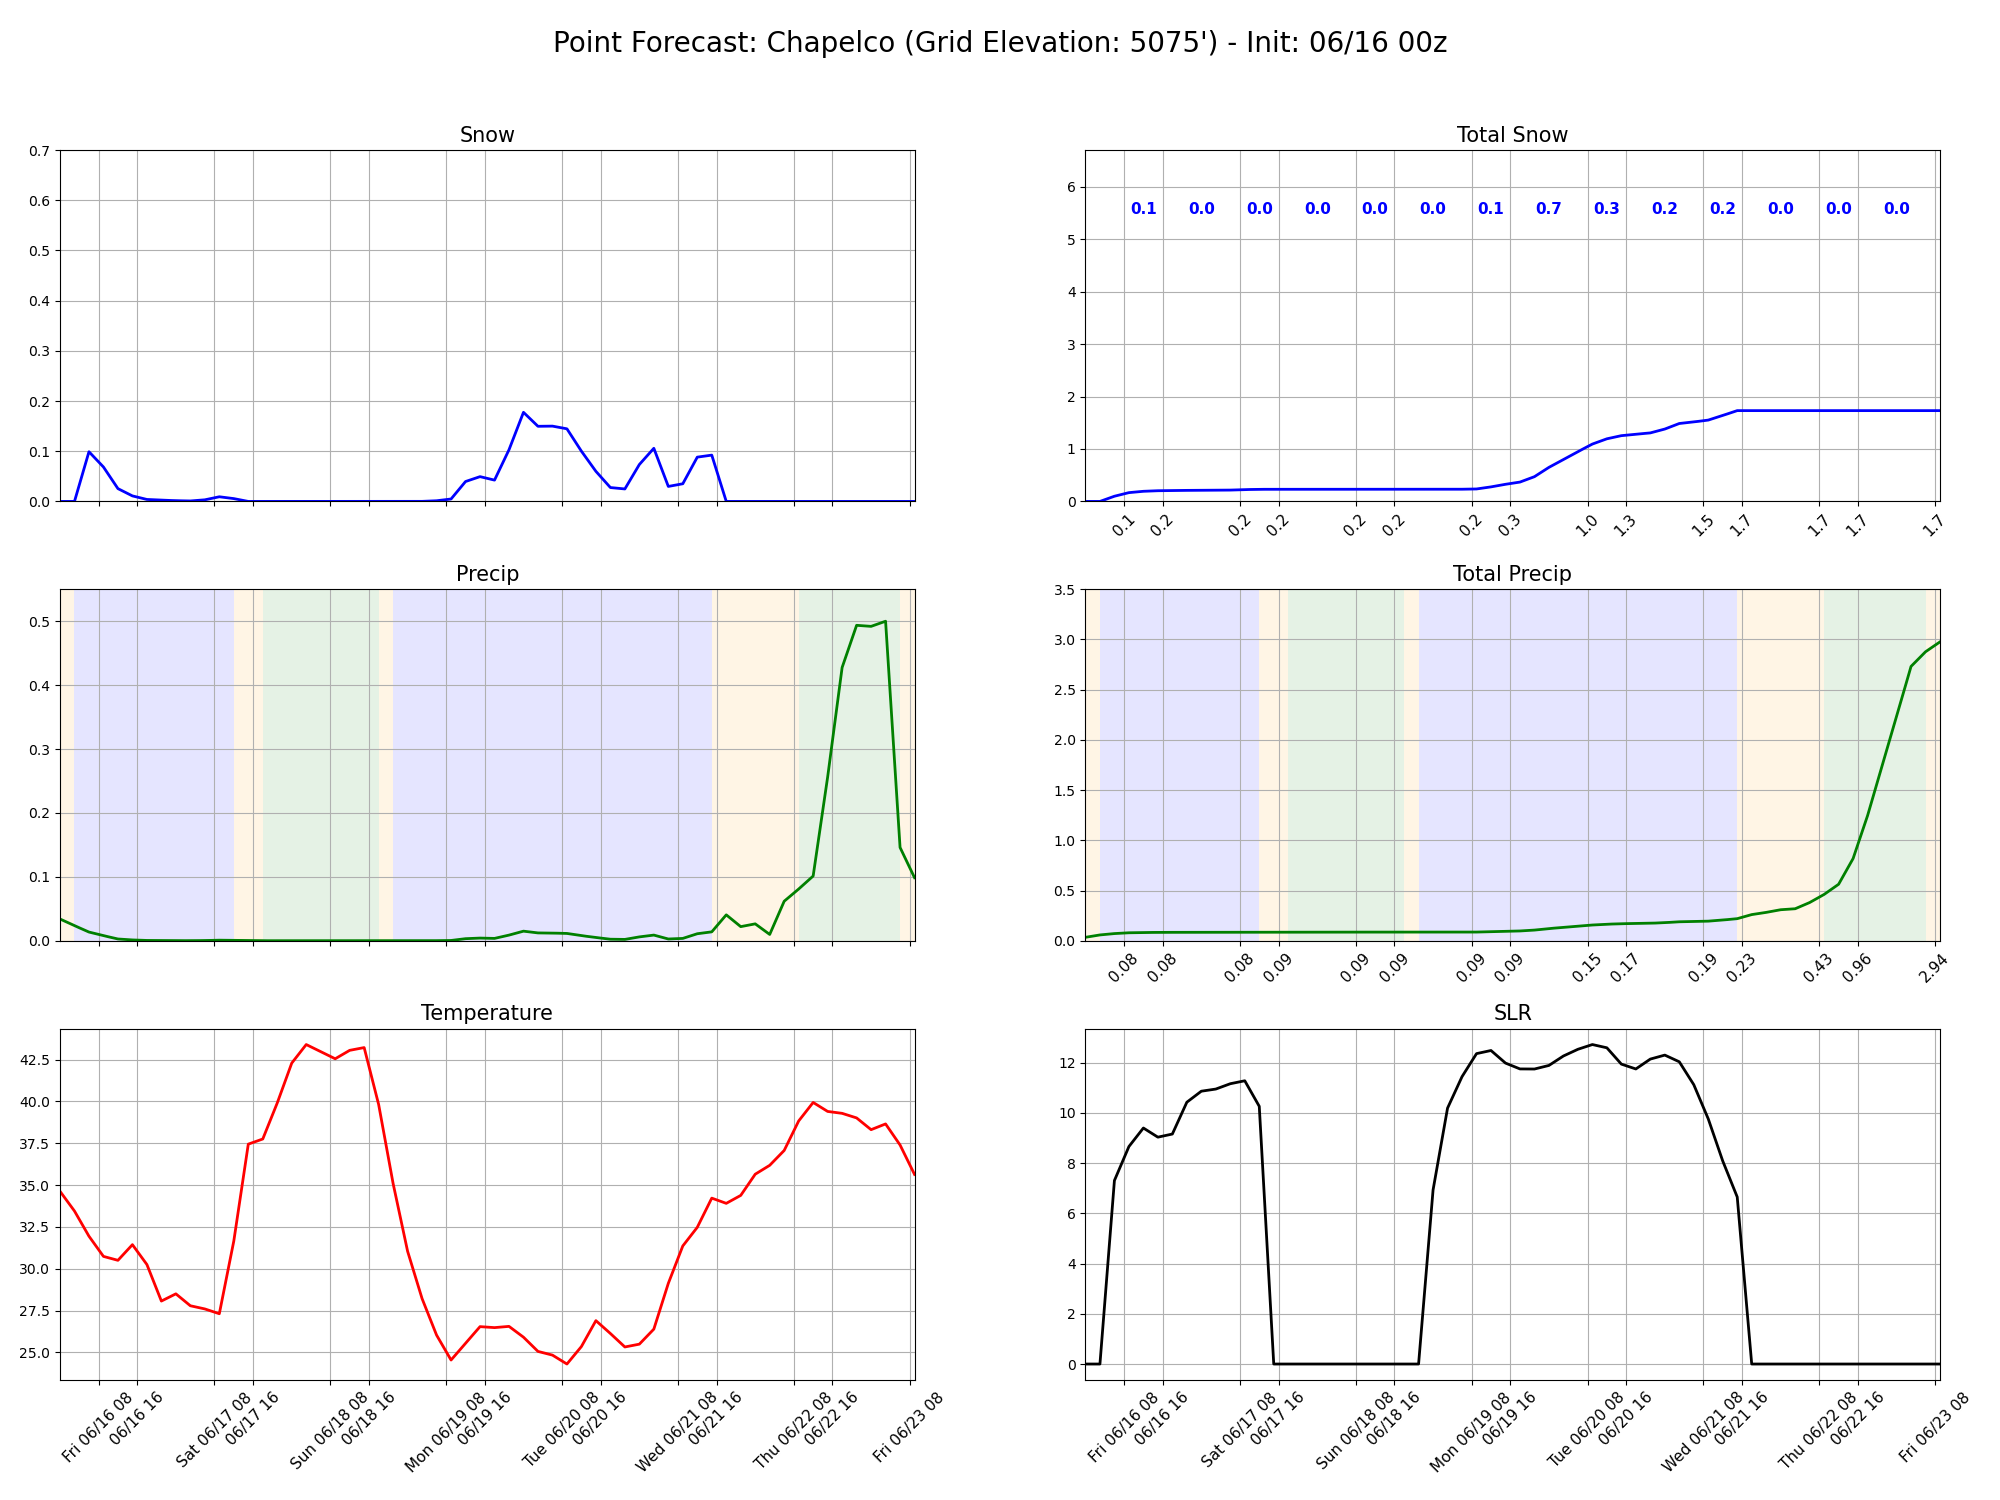 Point Forecast: Chapelco (Grid Elevation: 5075') - Init: 06/16 00z
Snow
0.7
0.6
0.5
0.4
0.3
0.2
0.1
0.0
Total Snow
6
5
4
3
2
1
0
0.1 0.0 0.0 0.0 0.0 0.0 0.1 0.7 0.3 0.2 0.2 0.0 0.0 0.0
0.1 0.2 0.2 0.2 0.2 0.2 0.2 0.3 1.0 1.3 1.5 1.7 1.7 1.7 1.7
Precip
0.5
0.4
0.3
0.2
0.1
0.0
Total Precip
3.5
3.0
2.5
2.0
1.5
1.0
0.5
0.0
0.08 0.08 0.08 0.09 0.09 0.09 0.09 0.09 0.15 0.17 0.19 0.23 0.43 0.96 2.94
Temperature
42.5
40.0
37.5
35.0
32.5
30.0
27.5
25.0
Fri 06/16 08
06/16 16
Sat 06/17 08
06/17 16
Sun 06/18 08
06/18 16
Mon 06/19 08
06/19 16
Tue 06/20 08
06/20 16
Wed 06/21 08
06/21 16
Thu 06/22 08
06/22 16
Fri 06/23 08
SLR
12
10
8
6
4
2
0
Fri 06/16 08
06/16 16
Sat 06/17 08
06/17 16
Sun 06/18 08
06/18 16
Mon 06/19 08
06/19 16
Tue 06/20 08
06/20 16
Wed 06/21 08
06/21 16
Thu 06/22 08
06/22 16
Fri 06/23 08